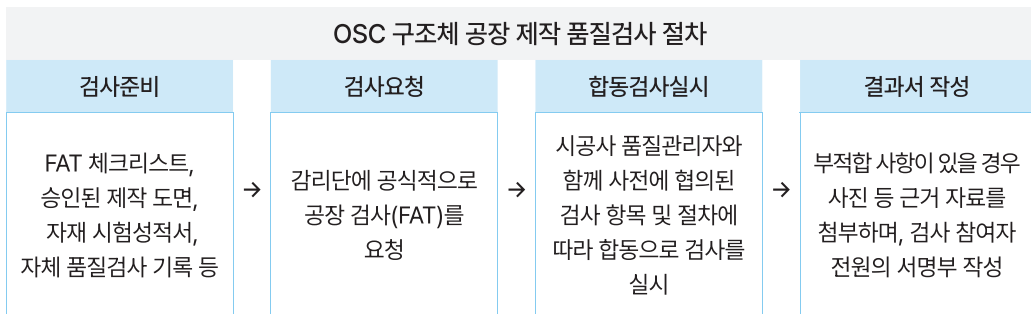 OSC 구조체 공장 제작 품질검사 절차
검사준비
FAT 체크리스트,
승인된 제작 도면,
자재 시험성적서,
자체 품질검사 기록 등
→
검사요청
감리단에 공식적으로
공장 검사(FAT)를
요청
→
합동검사실시
시공사 품질관리자와
함께 사전에 협의된
검사 항목 및 절차에
따라 합동으로 검사를
실시
→
결과서 작성
부적합 사항이 있을 경우
사진 등 근거 자료를
첨부하며, 검사 참여자
전원의 서명부 작성